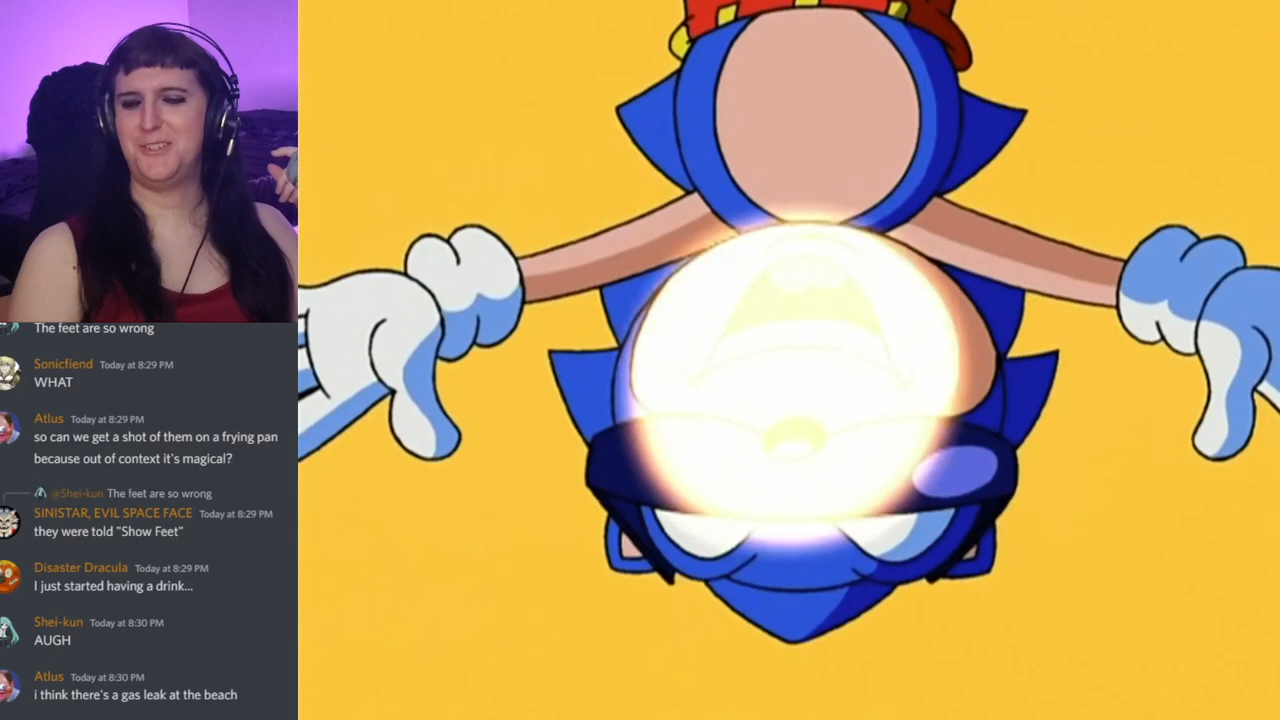 The feet are so wrong
Sonicfiend Today at 8:29 PM
WHAT
Atlus Today at 8:29 PM
so can we get a shot of them on a frying pan
because out of context it's magical?
@Shei-kun The feet are so wrong
SINISTAR, EVIL SPACE FACE Today at 8:29 PM
they were told "Show Feet"
Disaster Dracula Today at 8:29 PM
I just started having a drink...
Shei-kun Today at 8:30 PM
AUGH
Atlus Today at 8:30 PM
i think there's a gas leak at the beach